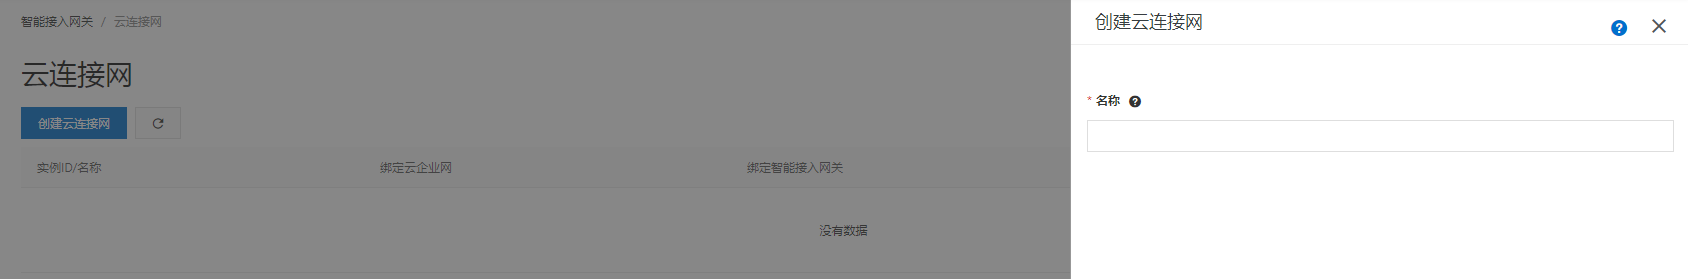 智能接入网关 / 云连接网
云连接网
创建云连接网
实例ID/名称 绑定云企业网 绑定智能接入网关
没有数据
创建云连接网
* 名称